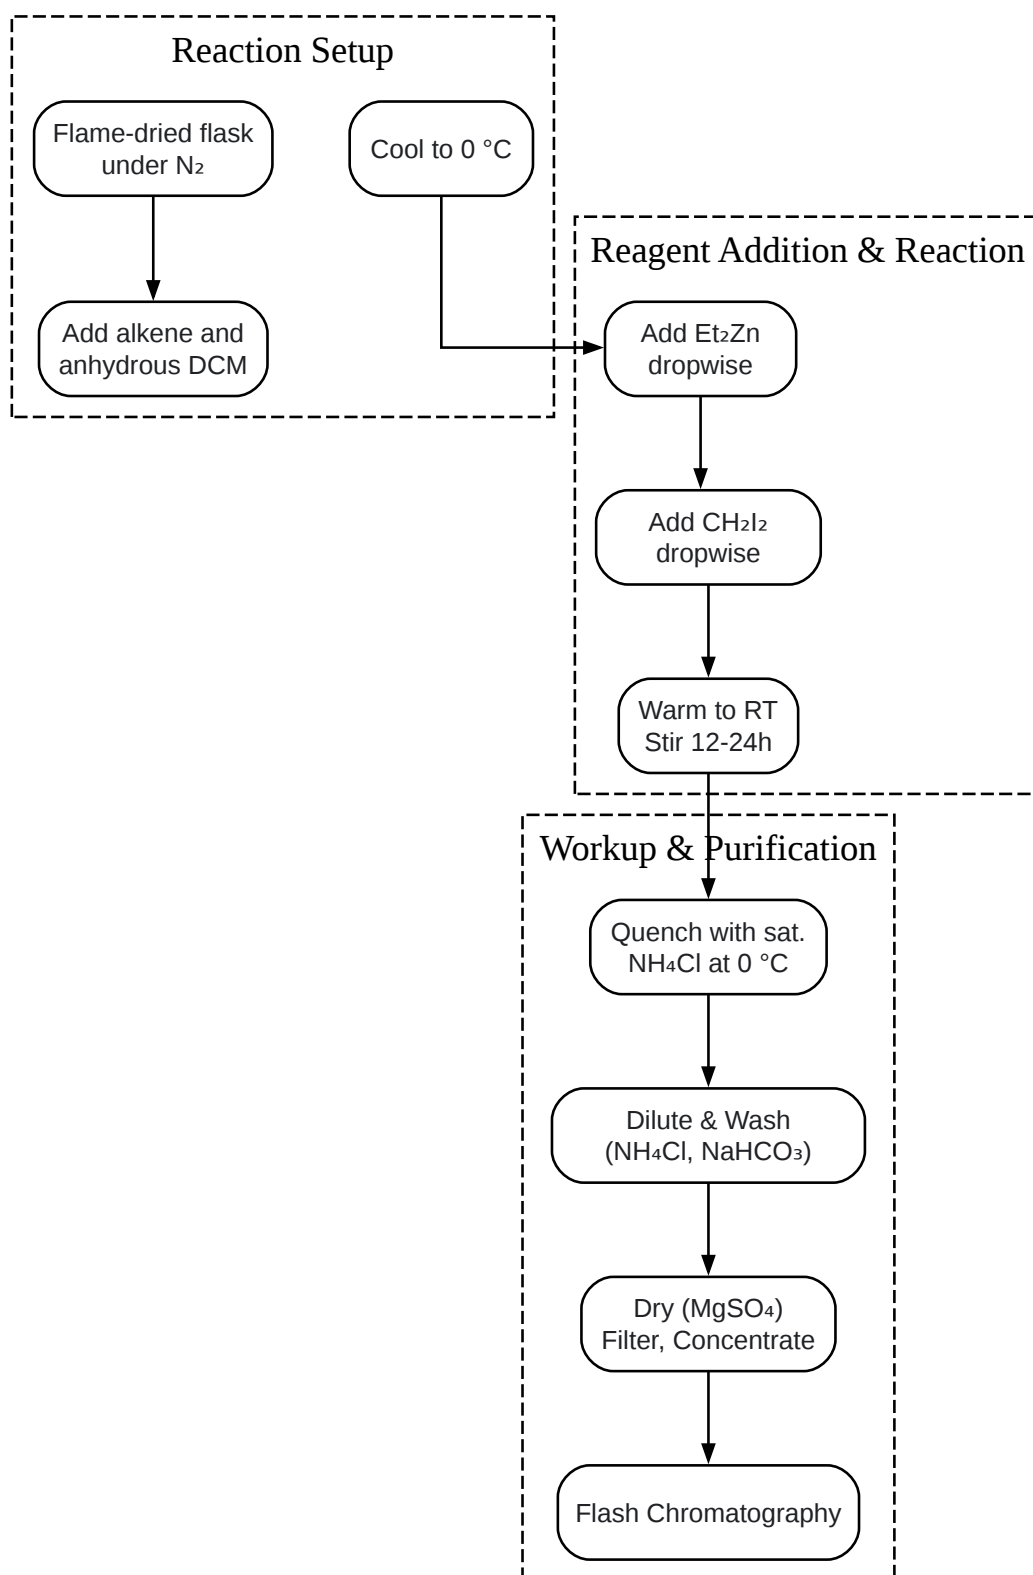 Reaction Setup
Flame-dried flask
under N₂
Cool to 0 °C
Add alkene and
anhydrous DCM
Reagent Addition & Reaction
Add Et₂Zn
dropwise
Add CH₂I₂
dropwise
Warm to RT
Stir 12-24h
Workup & Purification
Quench with sat.
NH₄Cl at 0 °C
Dilute & Wash
(NH₄Cl, NaHCO₃)
Dry (MgSO₄)
Filter, Concentrate
Flash Chromatography